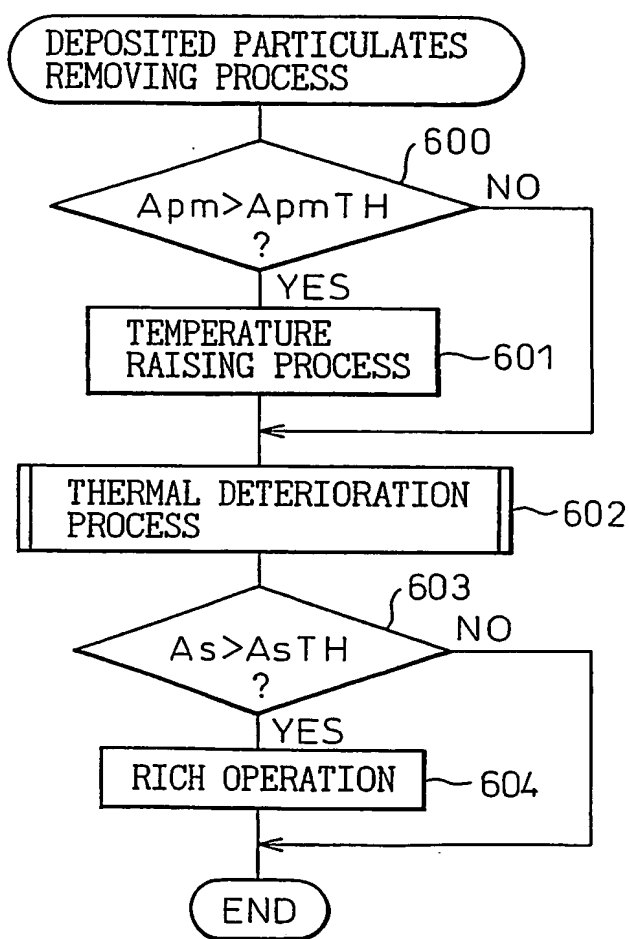 DEPOSITED PARTICULATES
REMOVING PROCESS
600
Apm>ApmTH
?
NO
YES
TEMPERATURE
RAISING PROCESS
601
THERMAL DETERIORATION
PROCESS
602
603
As>AsTH
?
NO
YES
RICH OPERATION
604
END